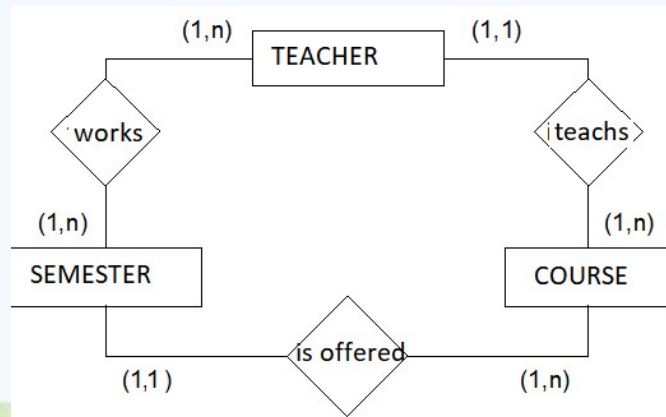 (1,n)
TEACHER
(1,1)
works
teachs
(1,n)
(1,n)
SEMESTER
COURSE
is offered
(1,1)
(1,n)